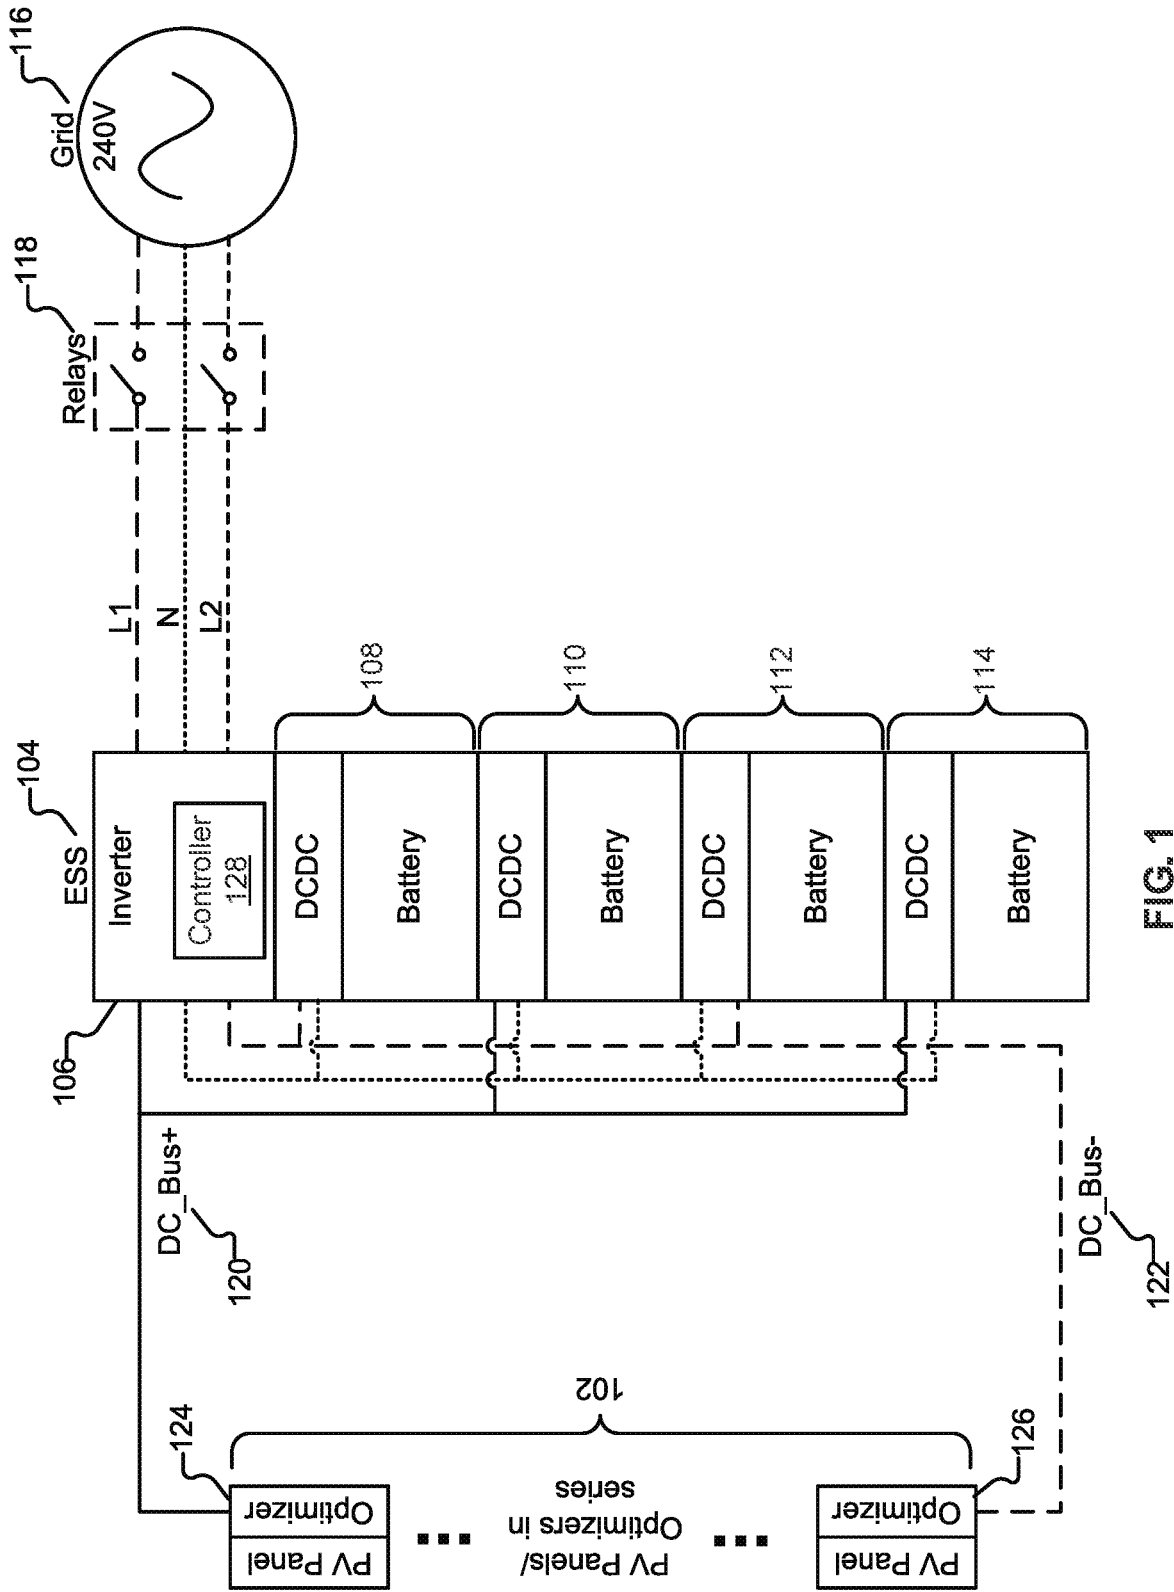 116
Grid
240V
118
Relays
L1
N
L2
104
ESS
Inverter
Controller
128
106
DCDC
Battery
108
DCDC
Battery
110
DCDC
Battery
112
DCDC
Battery
114
DC_Bus+
120
DC_Bus-
122
124
PV Panel
Optimizer
PV Panels/
Optimizers in
series
102
PV Panel
Optimizer
126
FIG. 1